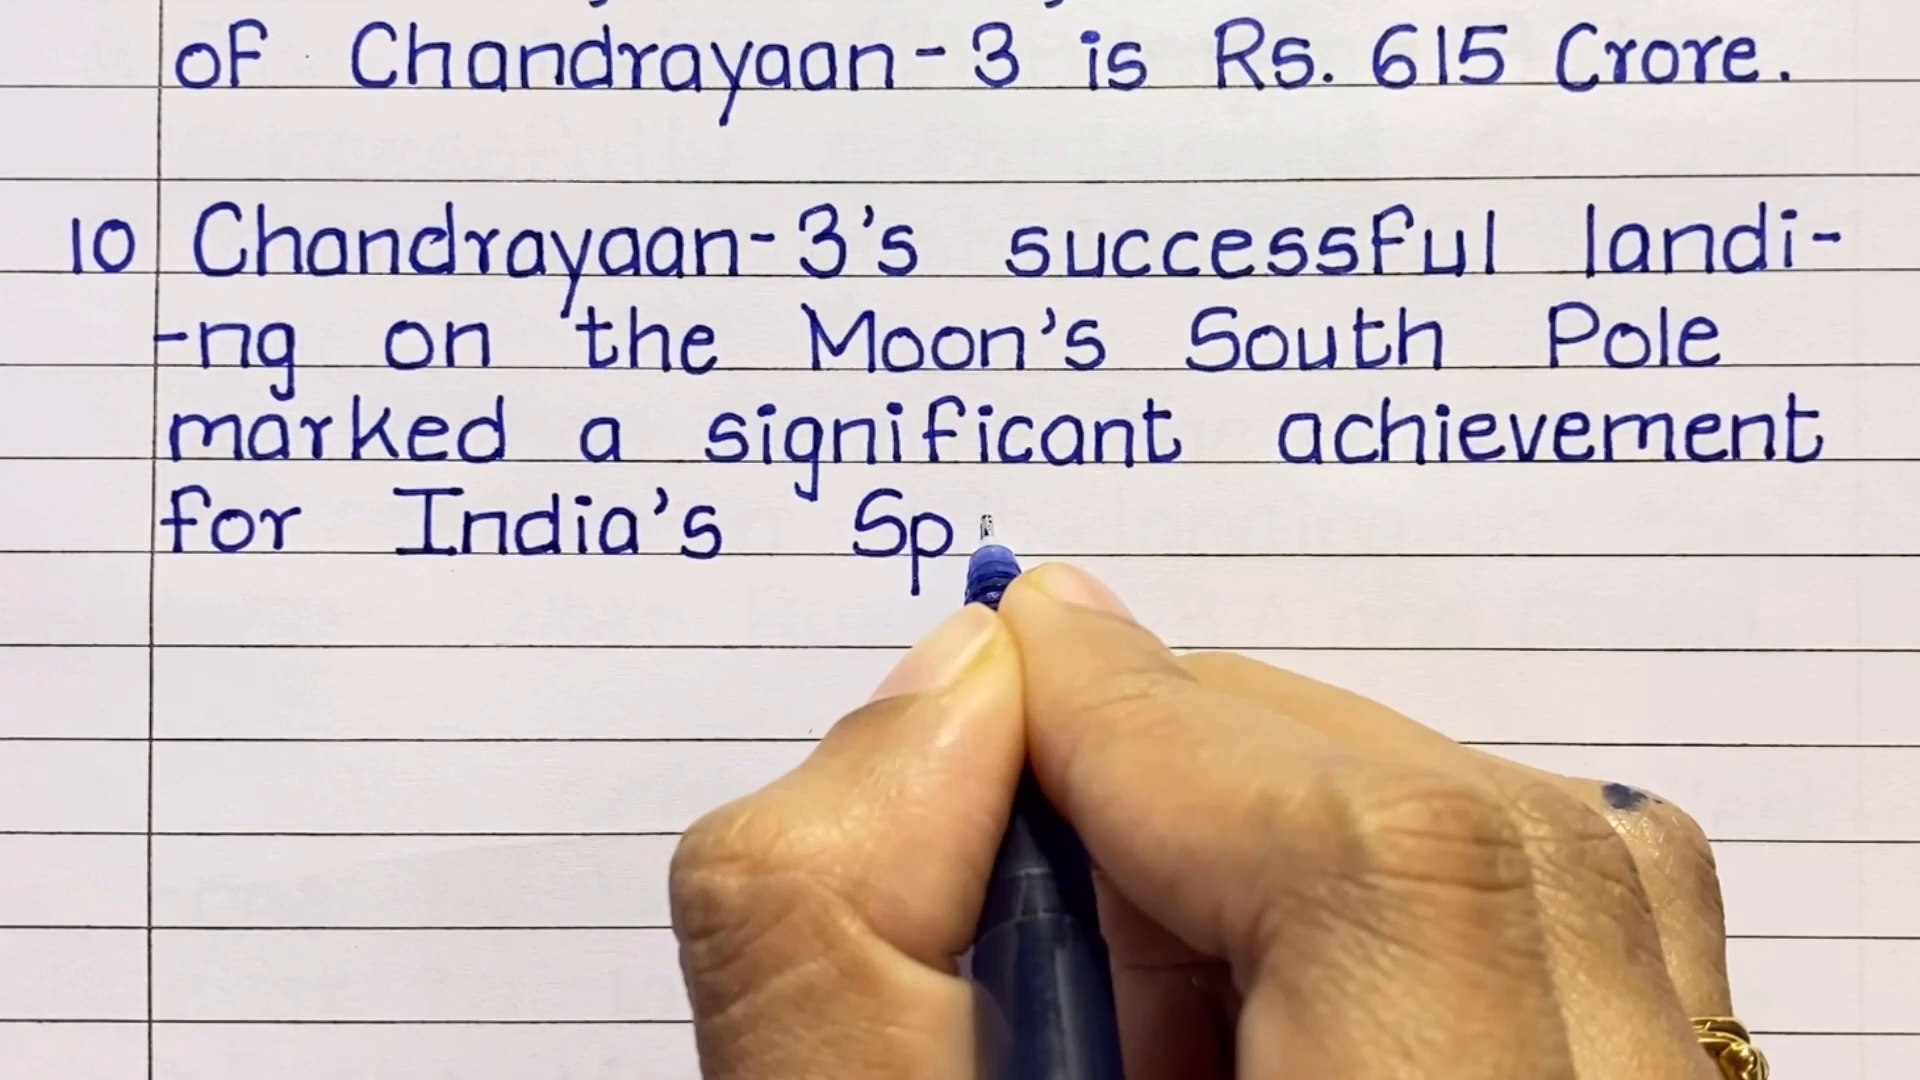 of Chandrayaan-3 is Rs. 615 Crore.
10 Chandrayaan-3's successful landi-
-ng on the Moon's South Pole
marked a significant achievement
for India's Sp